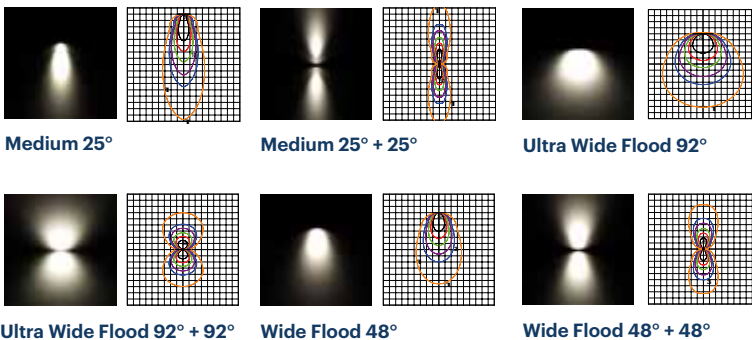 Medium 25°
Medium 25° + 25°
Ultra Wide Flood 92°
Ultra Wide Flood 92° + 92°
Wide Flood 48°
Wide Flood 48° + 48°